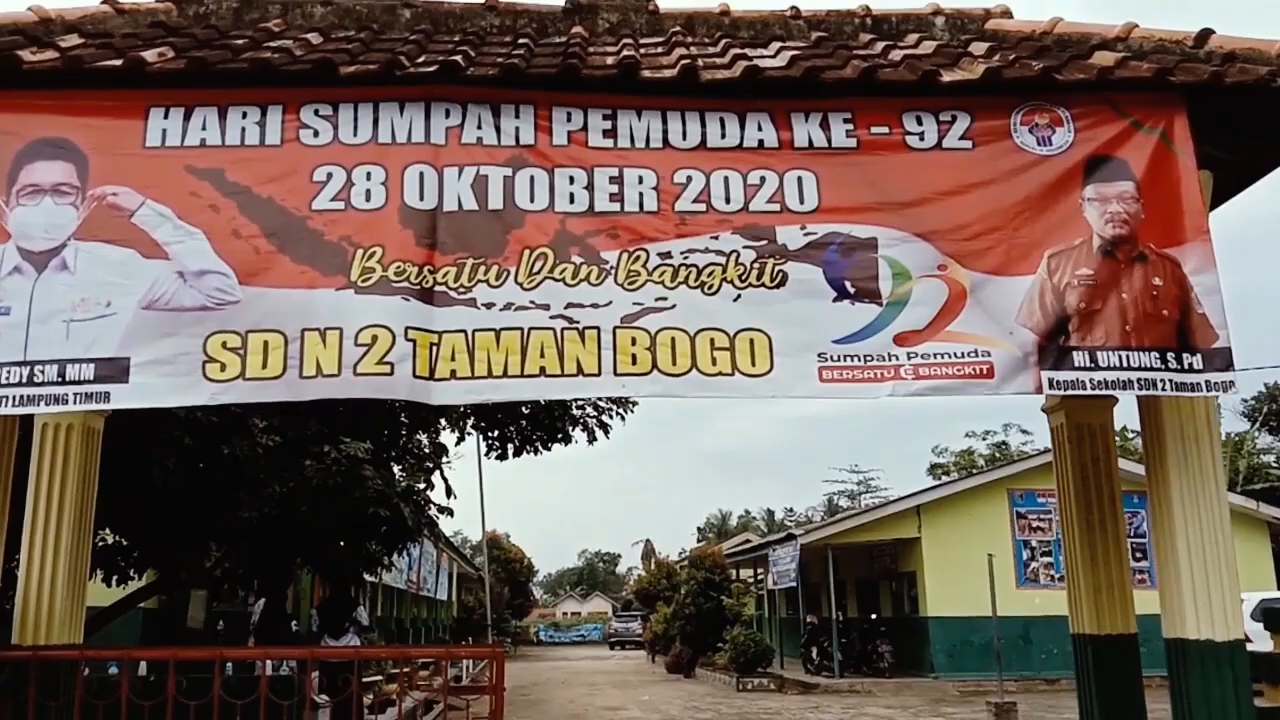 HARI SUMPAH PEMUDA KE - 92
28 OKTOBER 2020
Bersatu Dan Bangkit
SD N 2 TAMAN BOGO
Sumpah Pemuda
BERSATU BANGKIT
EDY SM. MM
TI LAMPUNG TIMUR
Hi. UNTUNG, S.Pd
Kepala Sekolah SDN 2 Taman Bogo